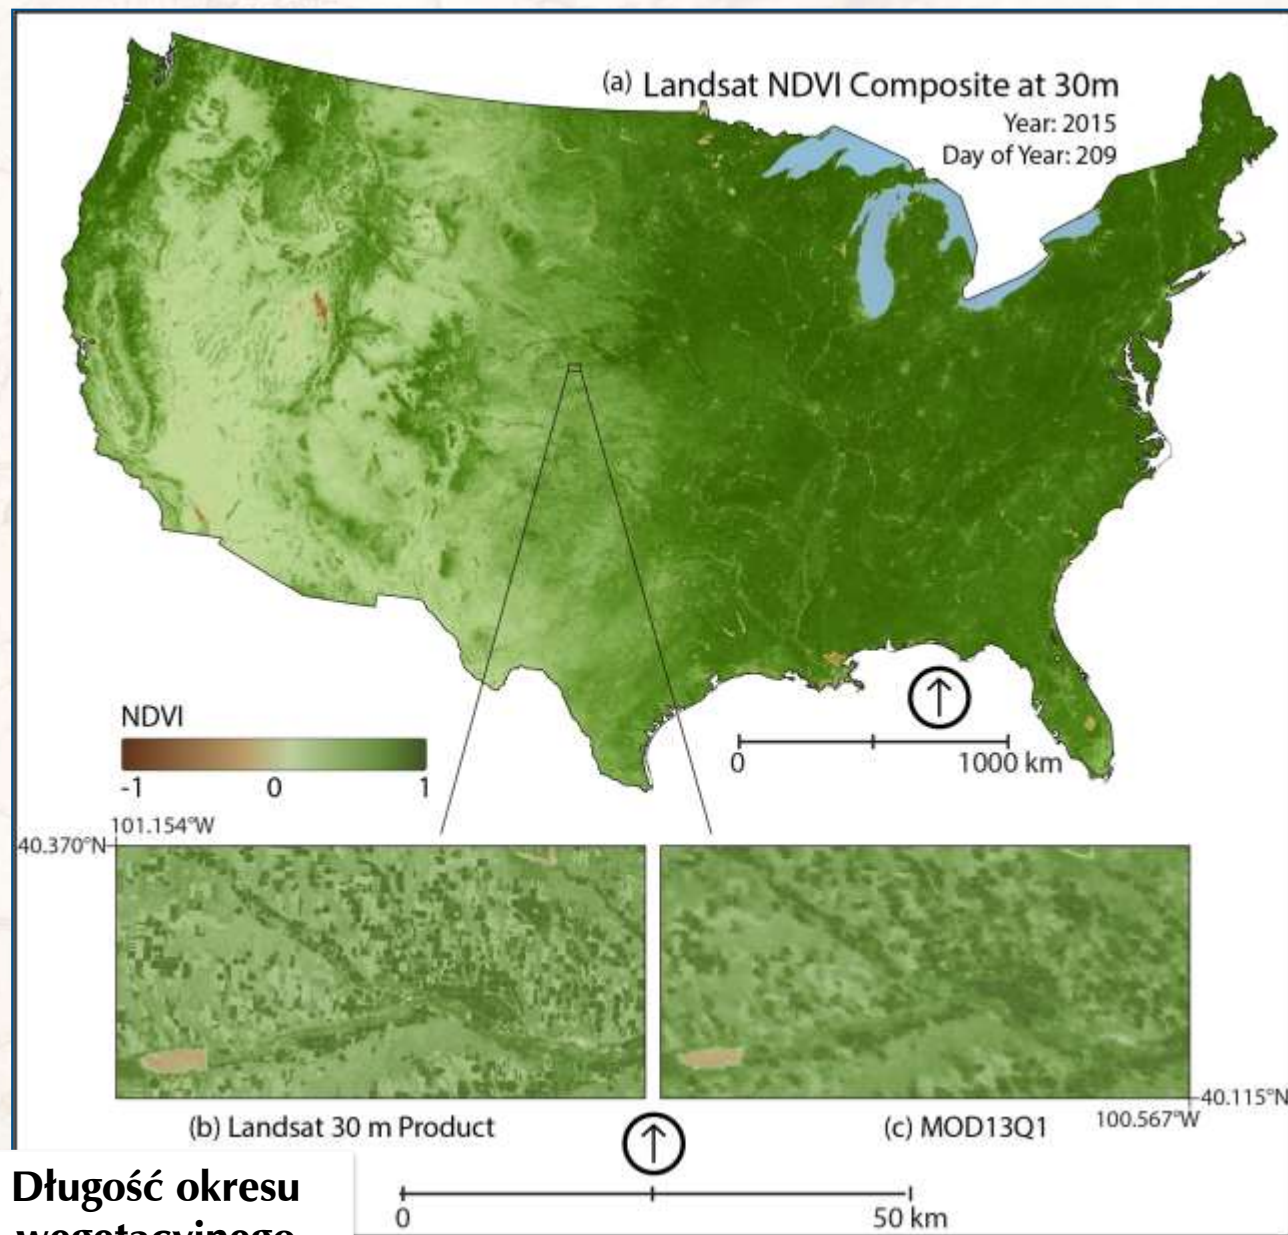 (a) Landsat NDVI Composite at 30m
Year: 2015
Day of Year: 209
NDVI
-1 0 1
0 1000 km
101.154°W
40.370°N
40.115°N
100.567°W
(b) Landsat 30 m Product
(c) MOD13Q1
Długość okresu
wegetacyjnego
0 50 km